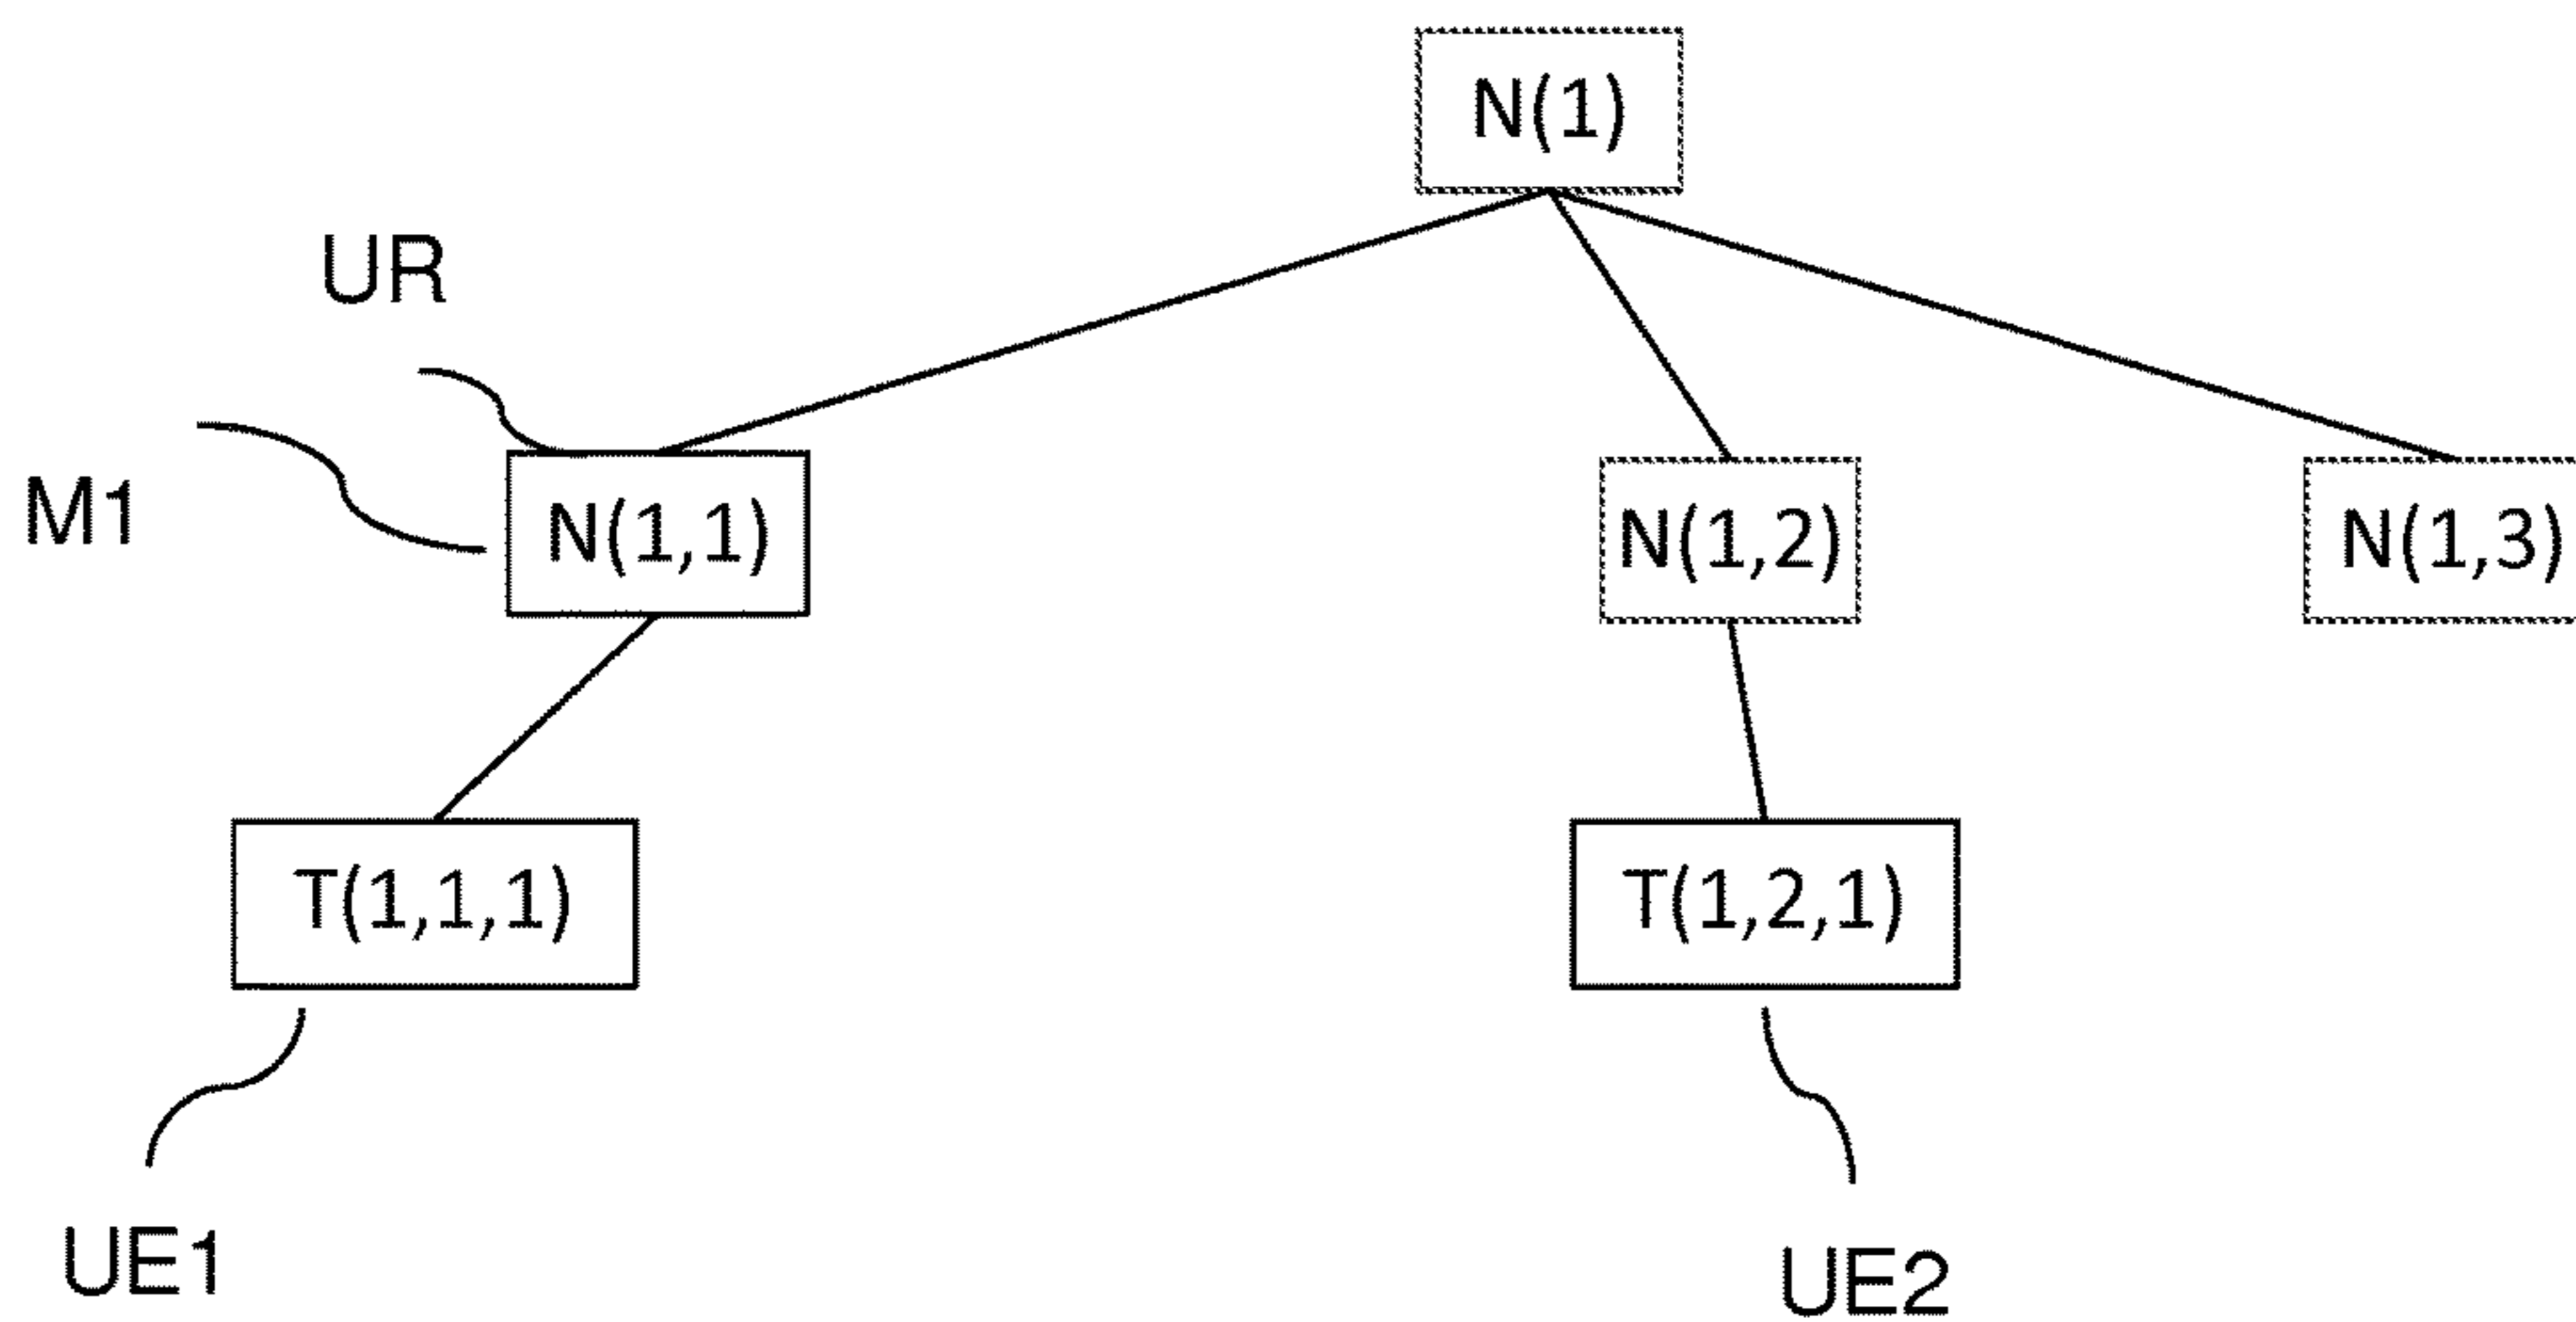 N(1)
UR
M1
N(1,1)
N(1,2)
N(1,3)
T(1,1,1)
T(1,2,1)
UE1
UE2